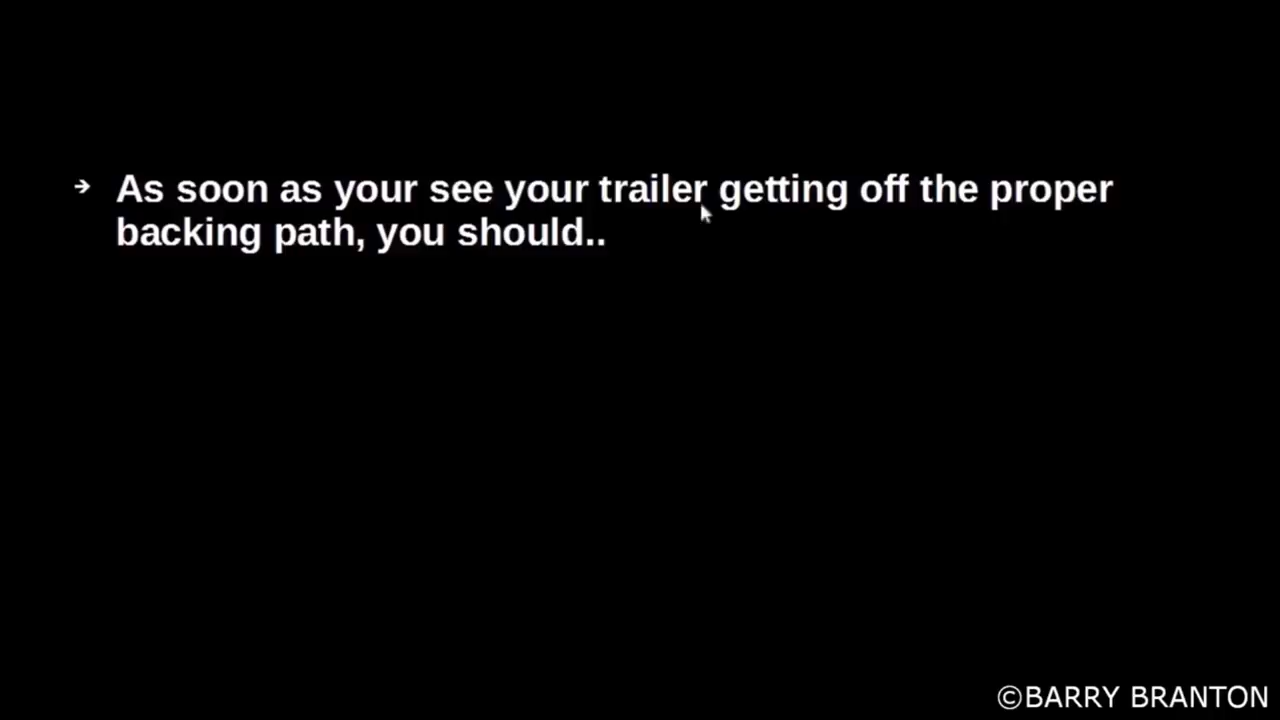 ➔ As soon as your see your trailer getting off the proper
backing path, you should..
©BARRY BRANTON